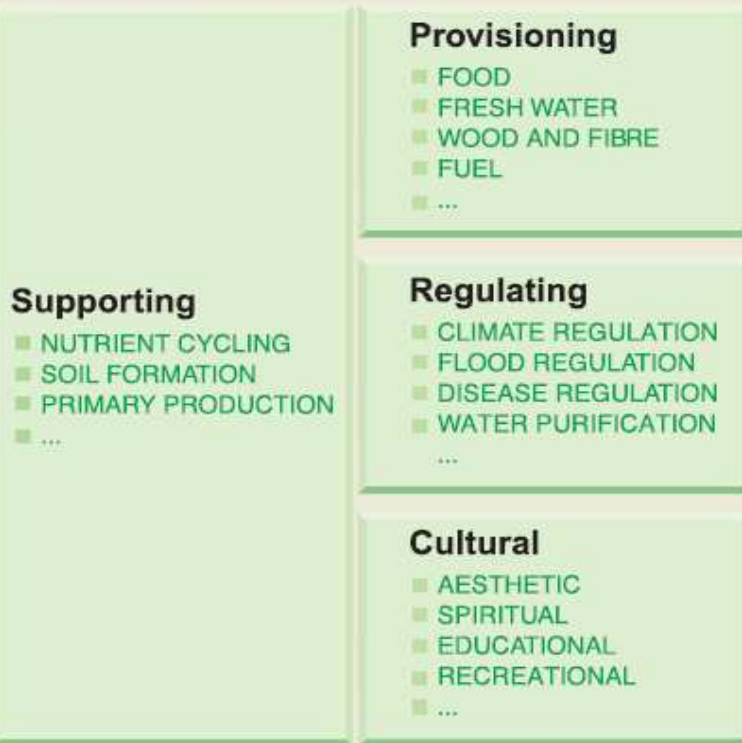 Supporting
NUTRIENT CYCLING
SOIL FORMATION
PRIMARY PRODUCTION
...
Provisioning
FOOD
FRESH WATER
WOOD AND FIBRE
FUEL
...
Regulating
CLIMATE REGULATION
FLOOD REGULATION
DISEASE REGULATION
WATER PURIFICATION
...
Cultural
AESTHETIC
SPIRITUAL
EDUCATIONAL
RECREATIONAL
...